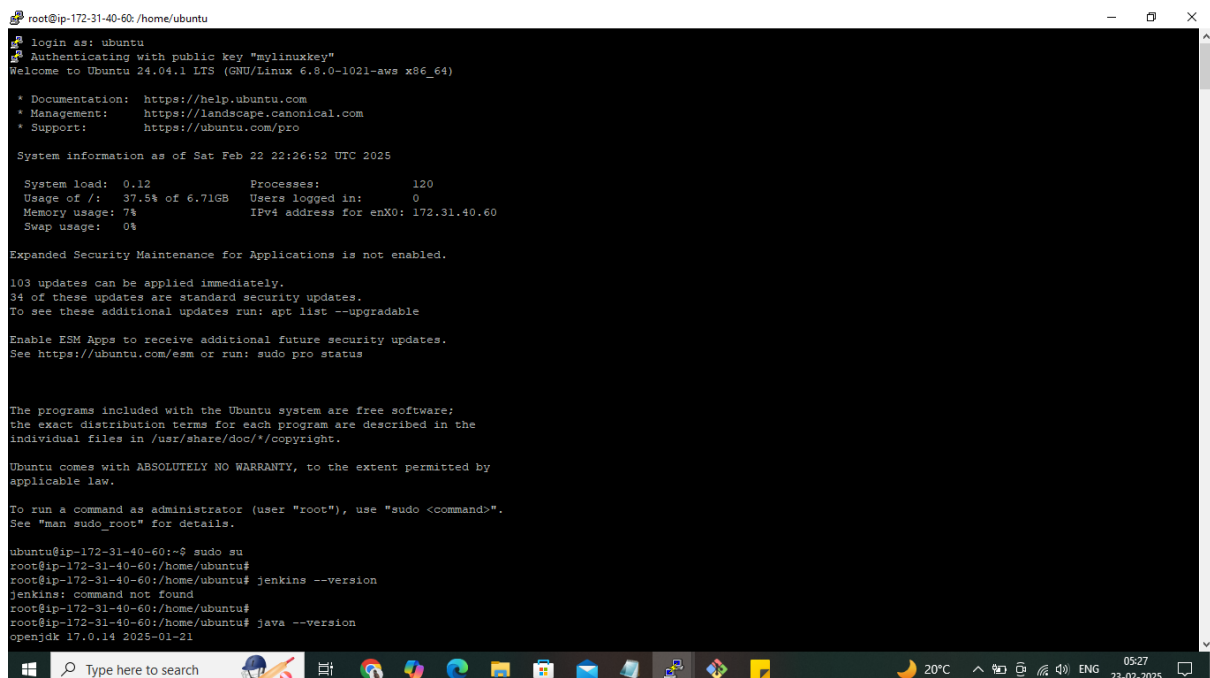 root@ip-172-31-40-60: /home/ubuntu
login as: ubuntu
Authenticating with public key "mylinuxkey"
Welcome to Ubuntu 24.04.1 LTS (GNU/Linux 6.8.0-1021-aws x86_64)
* Documentation:  https://help.ubuntu.com
* Management:     https://landscape.canonical.com
* Support:        https://ubuntu.com/pro
System information as of Sat Feb 22 22:26:52 UTC 2025
System load:  0.12               Processes:             120
Usage of /:   37.5% of 6.71GB   Users logged in:       0
Memory usage: 7%                 IPv4 address for enX0: 172.31.40.60
Swap usage:   0%
Expanded Security Maintenance for Applications is not enabled.
103 updates can be applied immediately.
34 of these updates are standard security updates.
To see these additional updates run: apt list --upgradable
Enable ESM Apps to receive additional future security updates.
See https://ubuntu.com/esm or run: sudo pro status
The programs included with the Ubuntu system are free software;
the exact distribution terms for each program are described in the
individual files in /usr/share/doc/*/copyright.
Ubuntu comes with ABSOLUTELY NO WARRANTY, to the extent permitted by
applicable law.
To run a command as administrator (user "root"), use "sudo <command>".
See "man sudo_root" for details.
ubuntu@ip-172-31-40-60:~$ sudo su
root@ip-172-31-40-60:/home/ubuntu#
root@ip-172-31-40-60:/home/ubuntu# jenkins --version
jenkins: command not found
root@ip-172-31-40-60:/home/ubuntu#
root@ip-172-31-40-60:/home/ubuntu# java --version
openjdk 17.0.14 2025-01-21
Type here to search
20°C
ENG
05:27
23-02-2025